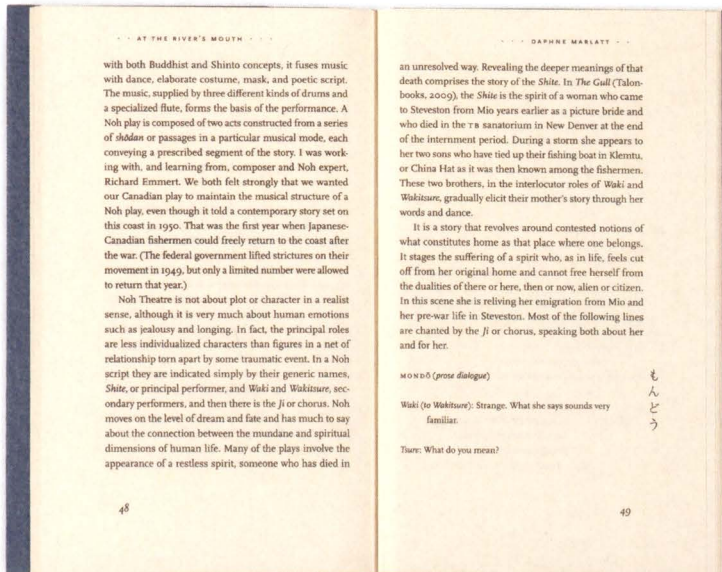 - - AT THE RIVER'S MOUTH - - -
with both Buddhist and Shinto concepts, it fuses music
with dance, elaborate costume, mask, and poetic script.
The music, supplied by three different kinds of drums and
a specialized flute, forms the basis of the performance. A
Noh play is composed of two acts constructed from a series
of shōdan or passages in a particular musical mode, each
conveying a prescribed segment of the story. I was work-
ing with, and learning from, composer and Noh expert,
Richard Emmert. We both felt strongly that we wanted
our Canadian play to maintain the musical structure of a
Noh play, even though it told a contemporary story set on
this coast in 1950. That was the first year when Japanese-
Canadian fishermen could freely return to the coast after
the war. (The federal government lifted strictures on their
movement in 1949, but only a limited number were allowed
to return that year.)
Noh Theatre is not about plot or character in a realist
sense, although it is very much about human emotions
such as jealousy and longing. In fact, the principal roles
are less individualized characters than figures in a net of
relationship torn apart by some traumatic event. In a Noh
script they are indicated simply by their generic names,
Shite, or principal performer, and Waki and Wakitsure, sec-
ondary performers, and then there is the Ji or chorus. Noh
moves on the level of dream and fate and has much to say
about the connection between the mundane and spiritual
dimensions of human life. Many of the plays involve the
appearance of a restless spirit, someone who has died in
48
- - - DAPHNE MARLATT - -
an unresolved way. Revealing the deeper meanings of that
death comprises the story of the Shite. In The Gull (Talon-
books, 2009), the Shite is the spirit of a woman who came
to Steveston from Mio years earlier as a picture bride and
who died in the TB sanatorium in New Denver at the end
of the internment period. During a storm she appears to
her two sons who have tied up their fishing boat in Klemtu,
or China Hat as it was then known among the fishermen.
These two brothers, in the interlocutor roles of Waki and
Wakitsure, gradually elicit their mother's story through her
words and dance.
It is a story that revolves around contested notions of
what constitutes home as that place where one belongs.
It stages the suffering of a spirit who, as in life, feels cut
off from her original home and cannot free herself from
the dualities of there or here, then or now, alien or citizen.
In this scene she is reliving her emigration from Mio and
her pre-war life in Steveston. Most of the following lines
are chanted by the Ji or chorus, speaking both about her
and for her.
MONDŌ (prose dialogue)
もんどう
Waki (to Wakitsure): Strange. What she says sounds very
familiar.
Tsure: What do you mean?
49